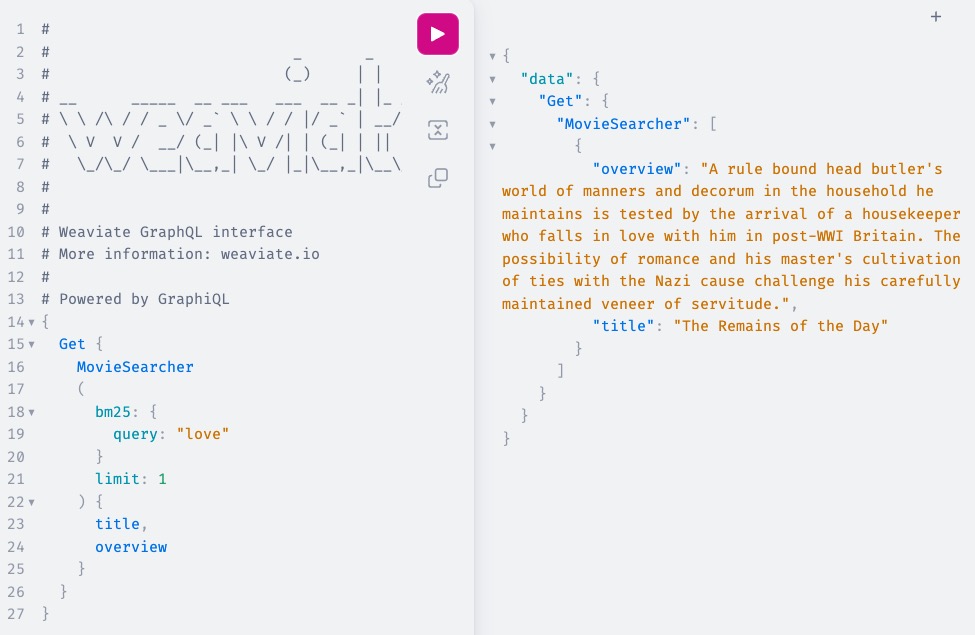 1 #
2 #                           _       _
3 #                          (_)     | |
4 # __      _____  __ ___   ___  __ _| |_
5 # \ \ /\ / / _ \/ _` \ \ / / |/ _` | __/
6 #  \ V  V /  __/ (_| |\ V /| | (_| | ||
7 #   \_/\_/ \___|\__,_| \_/ |_|\__,_|\__\
8 #
9 #
10 # Weaviate GraphQL interface
11 # More information: weaviate.io
12 #
13 # Powered by GraphiQL
14 {
15   Get {
16     MovieSearcher
17     (
18       bm25: {
19         query: "love"
20       }
21       limit: 1
22     ) {
23       title,
24       overview
25     }
26   }
27 }
+
{
  "data": {
    "Get": {
      "MovieSearcher": [
        {
          "overview": "A rule bound head butler's
world of manners and decorum in the household he
maintains is tested by the arrival of a housekeeper
who falls in love with him in post-WWI Britain. The
possibility of romance and his master's cultivation
of ties with the Nazi cause challenge his carefully
maintained veneer of servitude.",
          "title": "The Remains of the Day"
        }
      ]
    }
  }
}